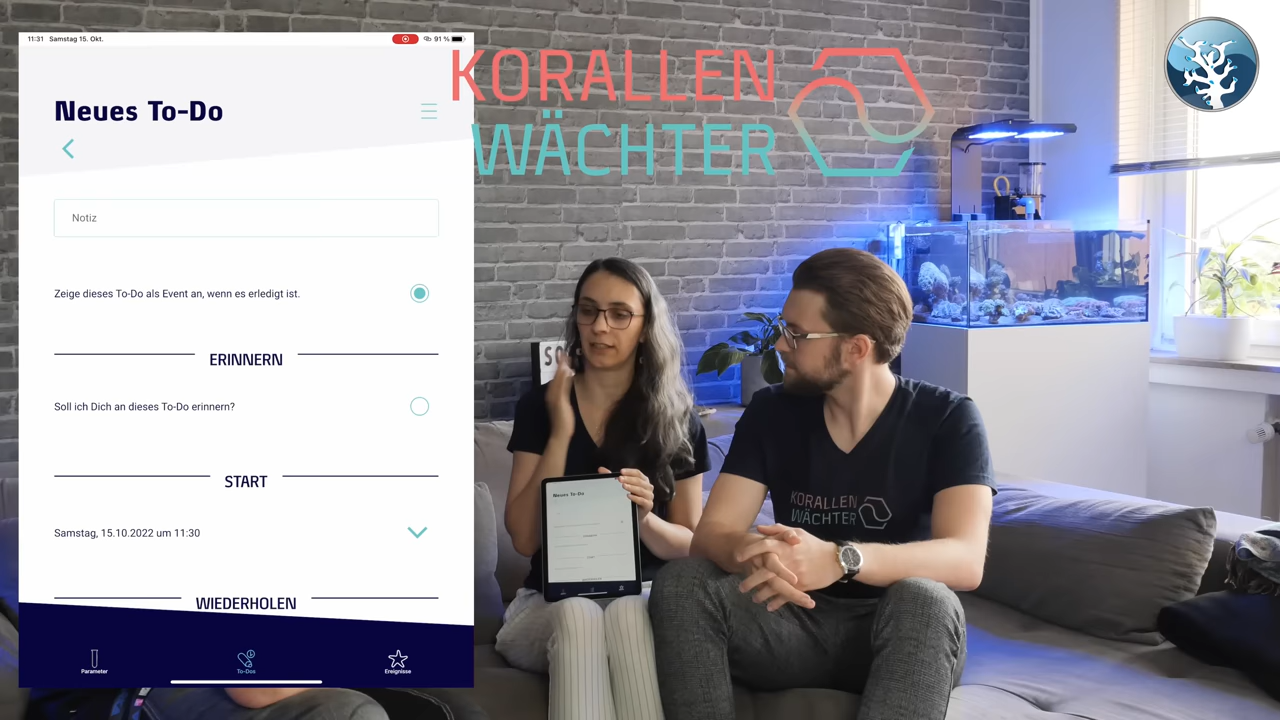 11:31 Samstag 15. Okt.
91 %
Neues To-Do
Notiz
Zeige dieses To-Do als Event an, wenn es erledigt ist.
ERINNERN
Soll ich Dich an dieses To-Do erinnern?
START
Samstag, 15.10.2022 um 11:30
WIEDERHOLEN
Parameter
To-Dos
Ereignisse
KORALLEN
WÄCHTER
Neues To-Do
KORALLEN
WÄCHTER